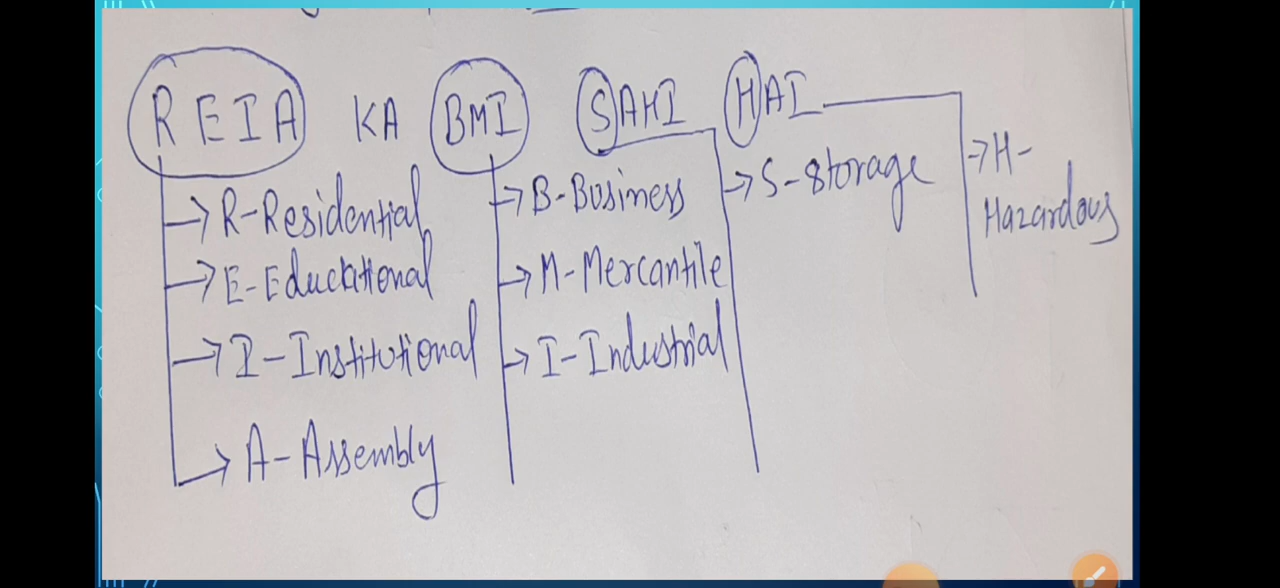 REIA KA BMI SAHI HAI
R-Residential
E-Educational
I-Institutional
A-Assembly
B-Business
M-Mercantile
I-Industrial
S-Storage
H-
Hazardous